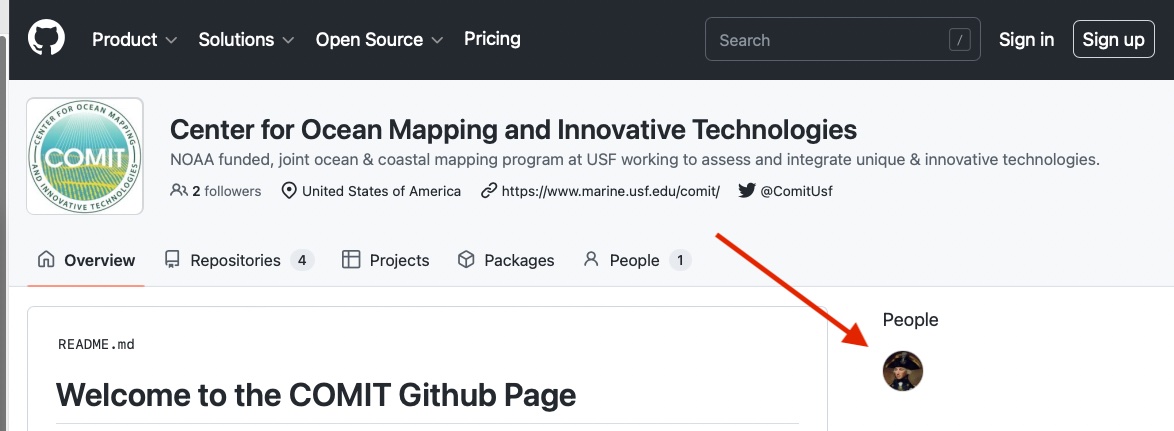 Product Solutions Open Source Pricing Search / Sign in Sign up
CENTER FOR OCEAN MAPPING
COMIT
AND INNOVATIVE TECHNOLOGIES
Center for Ocean Mapping and Innovative Technologies
NOAA funded, joint ocean & coastal mapping program at USF working to assess and integrate unique & innovative technologies.
2 followers United States of America https://www.marine.usf.edu/comit/ @ComitUsf
Overview Repositories 4 Projects Packages People 1
People
README.md
Welcome to the COMIT Github Page